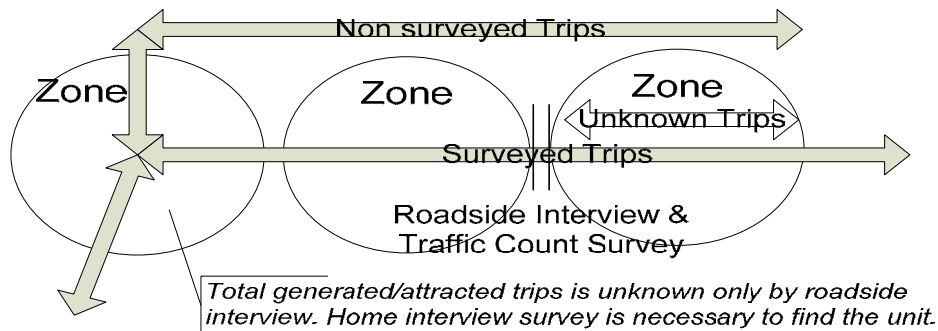 Non surveyed Trips
Zone
Zone
Zone
Unknown Trips
Surveyed Trips
Roadside Interview &
Traffic Count Survey
Total generated/attracted trips is unknown only by roadside
interview. Home interview survey is necessary to find the unit.